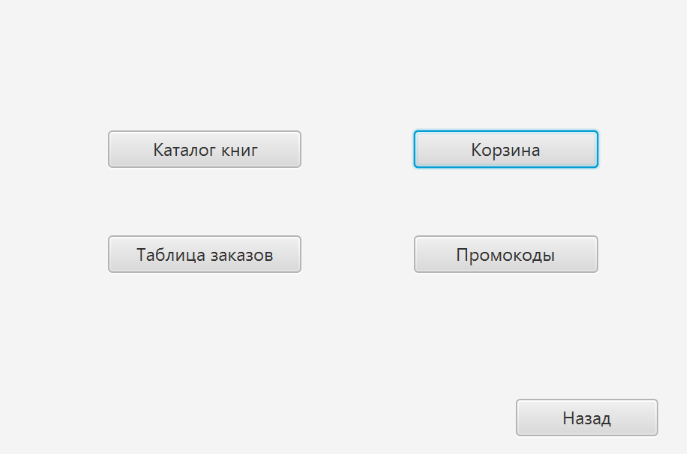 Каталог книг
Корзина
Таблица заказов
Промокоды
Назад